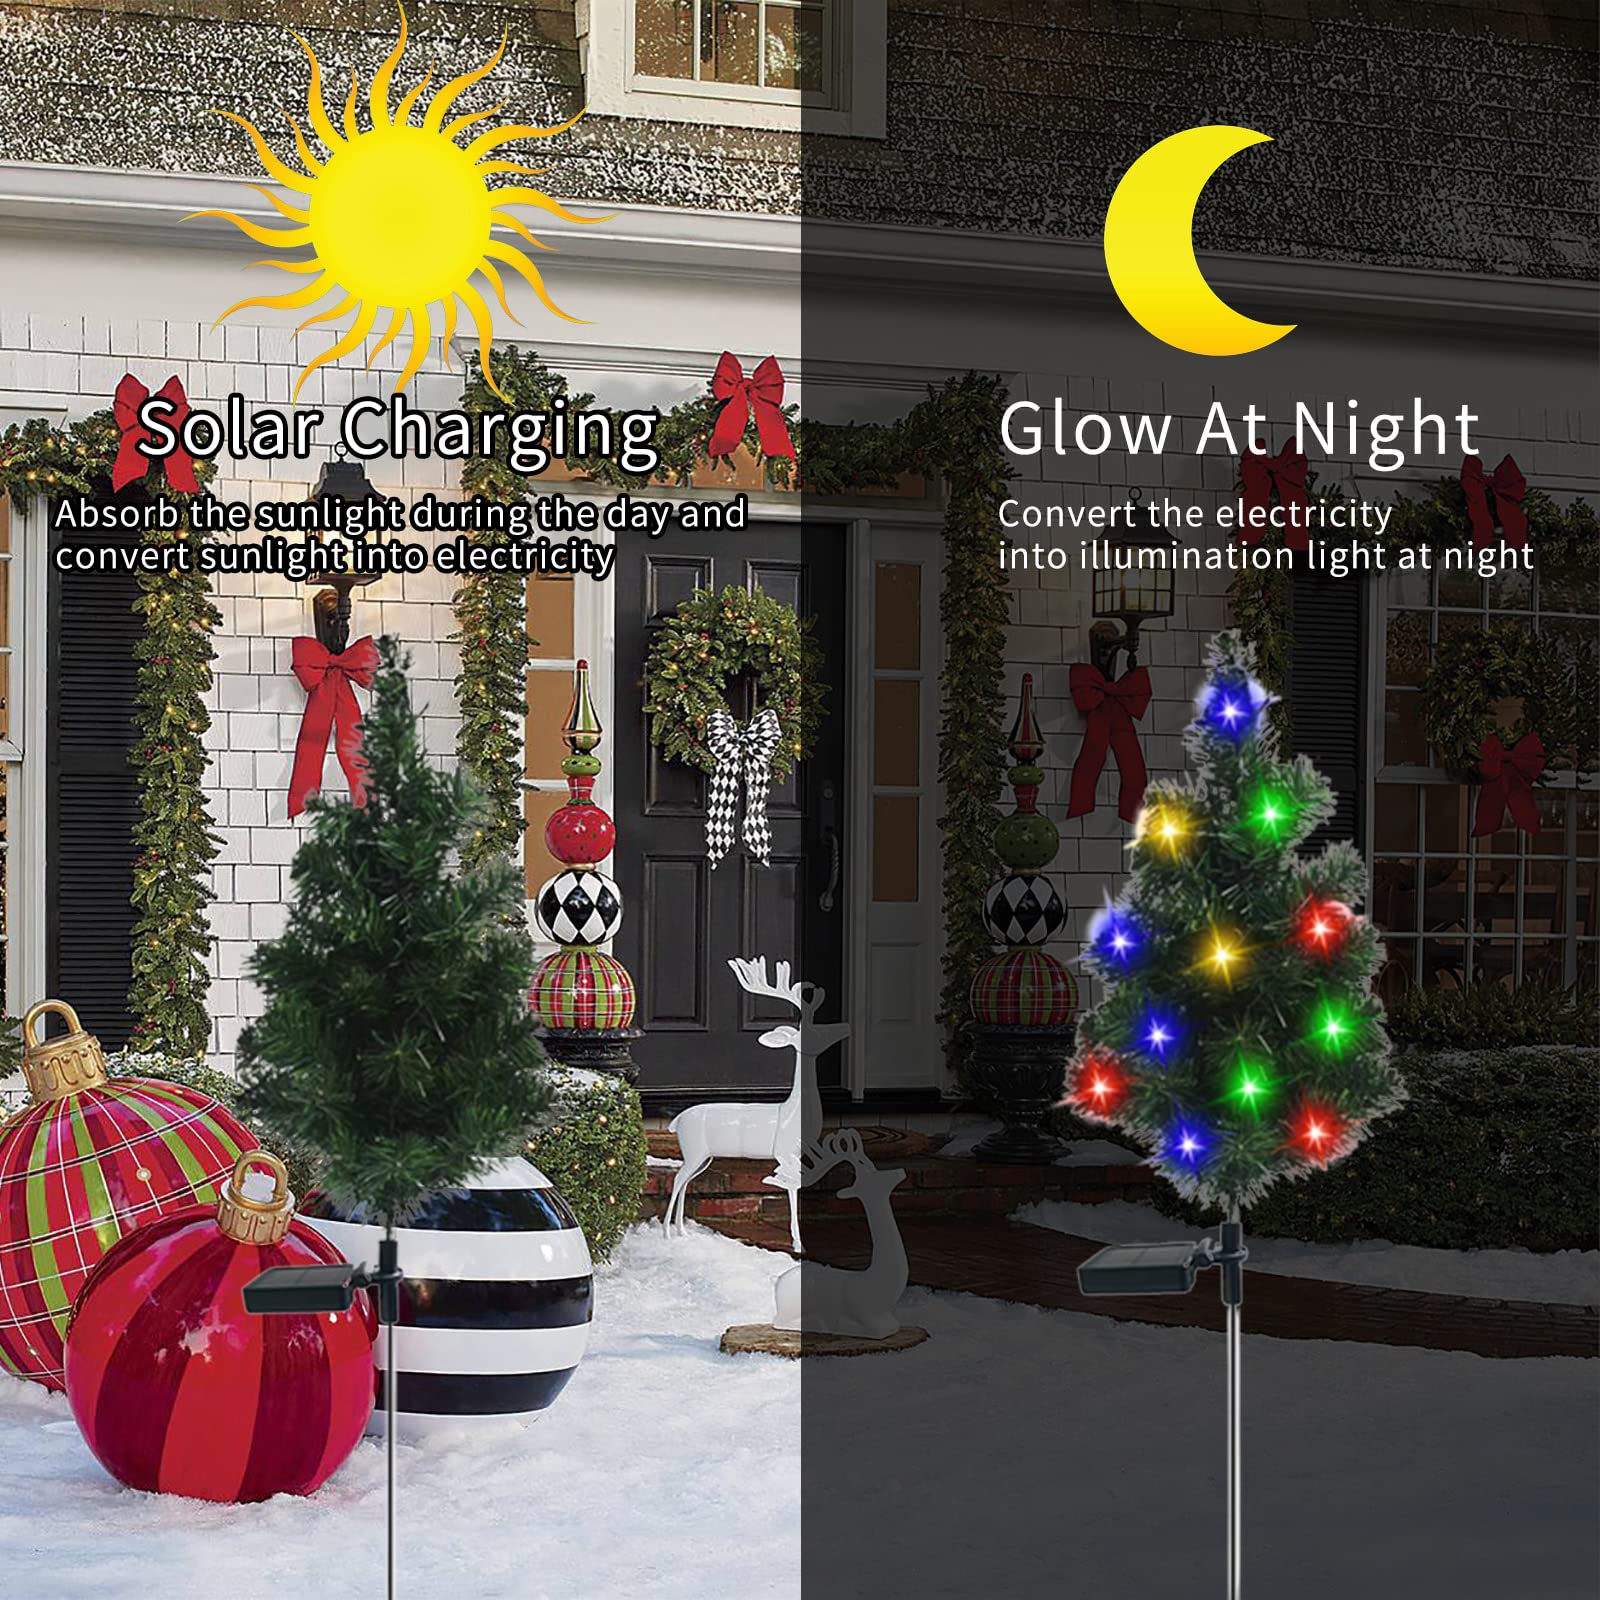 Solar Charging
Absorb the sunlight during the day and
convert sunlight into electricity
Glow At Night
Convert the electricity
into illumination light at night